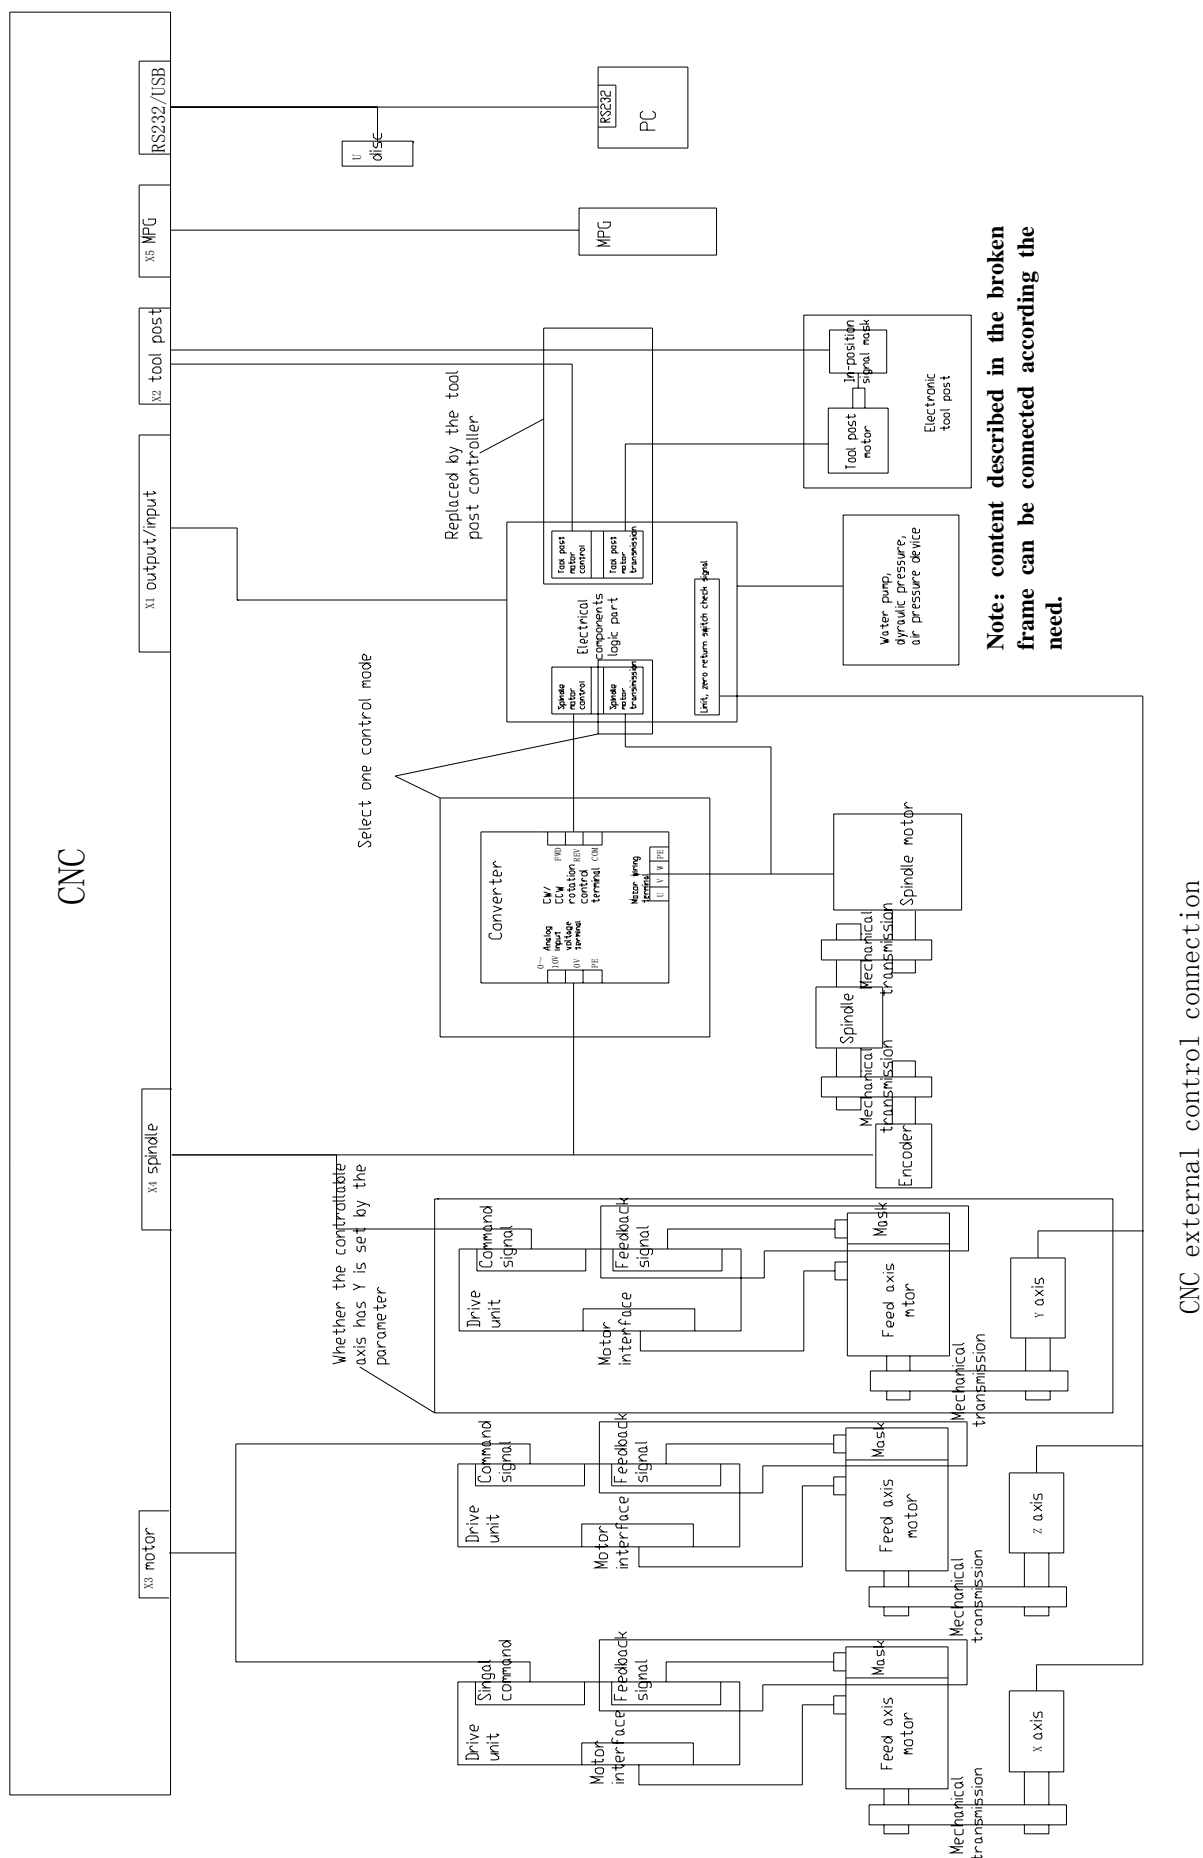 CNC
X3 motor
X4 spindle
X1 output/input
X2 tool post
X5 MPG
RS232/USB
Whether the controllable
axis has Y is set by the
parameter
Select one control mode
Replaced by the tool
post controller
U
disc
Singal
command
Feedback
signal
Drive
unit
Motor
interface
Command
signal
Feedback
signal
Drive
unit
Motor
interface
Command
signal
Feedback
signal
Drive
unit
Motor
interface
Converter
0~
10V
0V
PE
Analog
input
voltage
terminal
CW/
CCW
rotation
control
terminal
FWD
REV
COM
Motor wiring
terminal
U V W PE
Spindle
motor
control
Spindle
motor
transmission
Electrical
components
logic part
Tool post
motor
control
Tool post
motor
transmission
Limit, zero return switch check signal
MPG
RS232
PC
Mask
Feed axis
motor
Mechanical
transmission
X axis
Mask
Feed axis
motor
Mechanical
transmission
Z axis
Mask
Feed axis
mtor
Mechanical
transmission
Y axis
Encoder
Mechanical
transmission
Spindle
Mechanical
transmission
Spindle motor
Water pump,
dyraulic pressure,
air pressure device
Tool post
motor
In-position
signal mask
Electronic
tool post
Note: content described in the broken
frame can be connected according the
need.
CNC external control connection